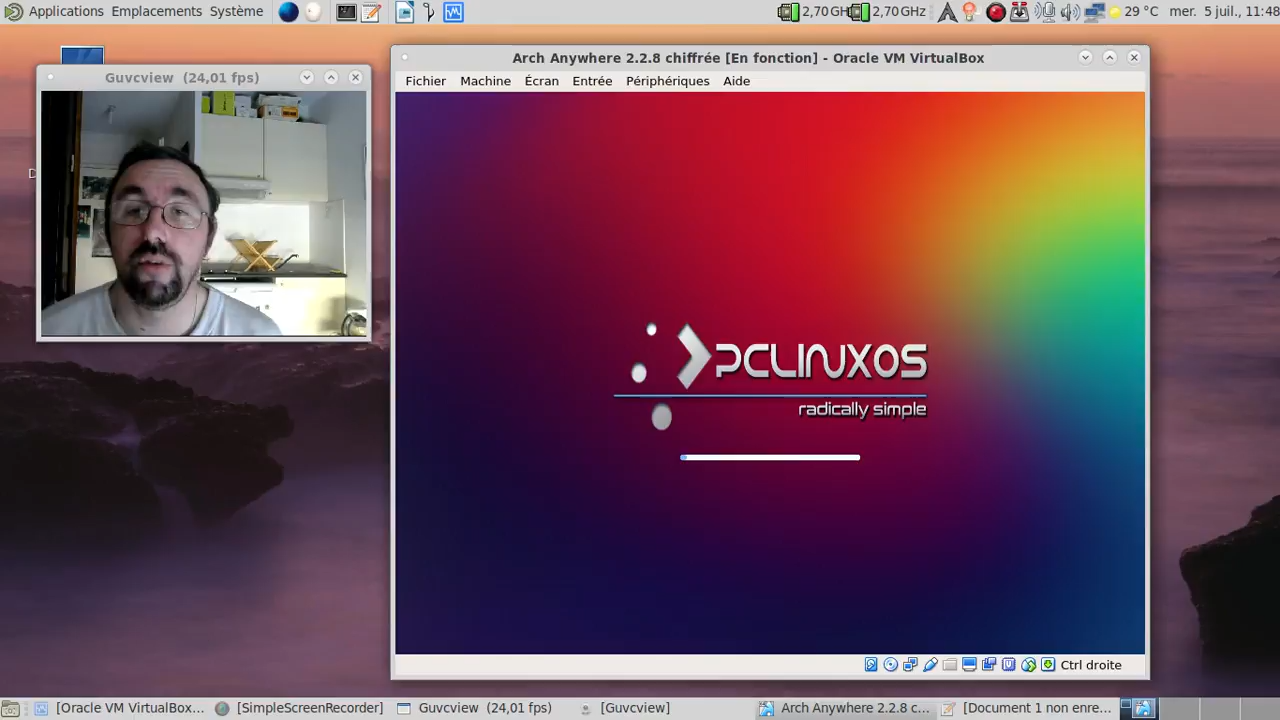 Applications Emplacements Système
2,70 GH 2,70 GHz 29 °C mer. 5 juil., 11:48
Guvcview (24,01 fps)
Arch Anywhere 2.2.8 chiffrée [En fonction] - Oracle VM VirtualBox
Fichier Machine Écran Entrée Périphériques Aide
PCLINXOS
radically simple
Ctrl droite
[Oracle VM VirtualBox... [SimpleScreenRecorder] Guvcview (24,01 fps) [Guvcview] Arch Anywhere 2.2.8 c... [Document 1 non enre...